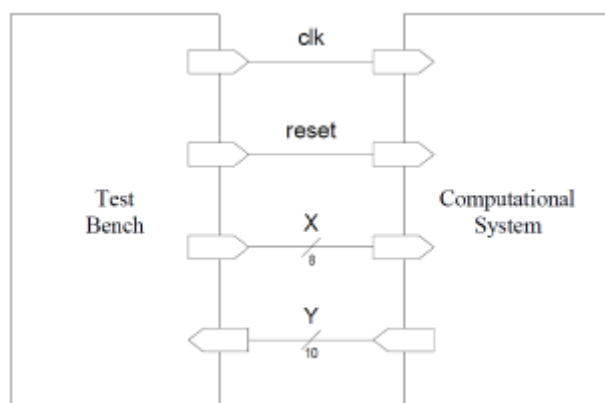 clk
reset
Test
Bench
Computational
System
X
8
Y
10